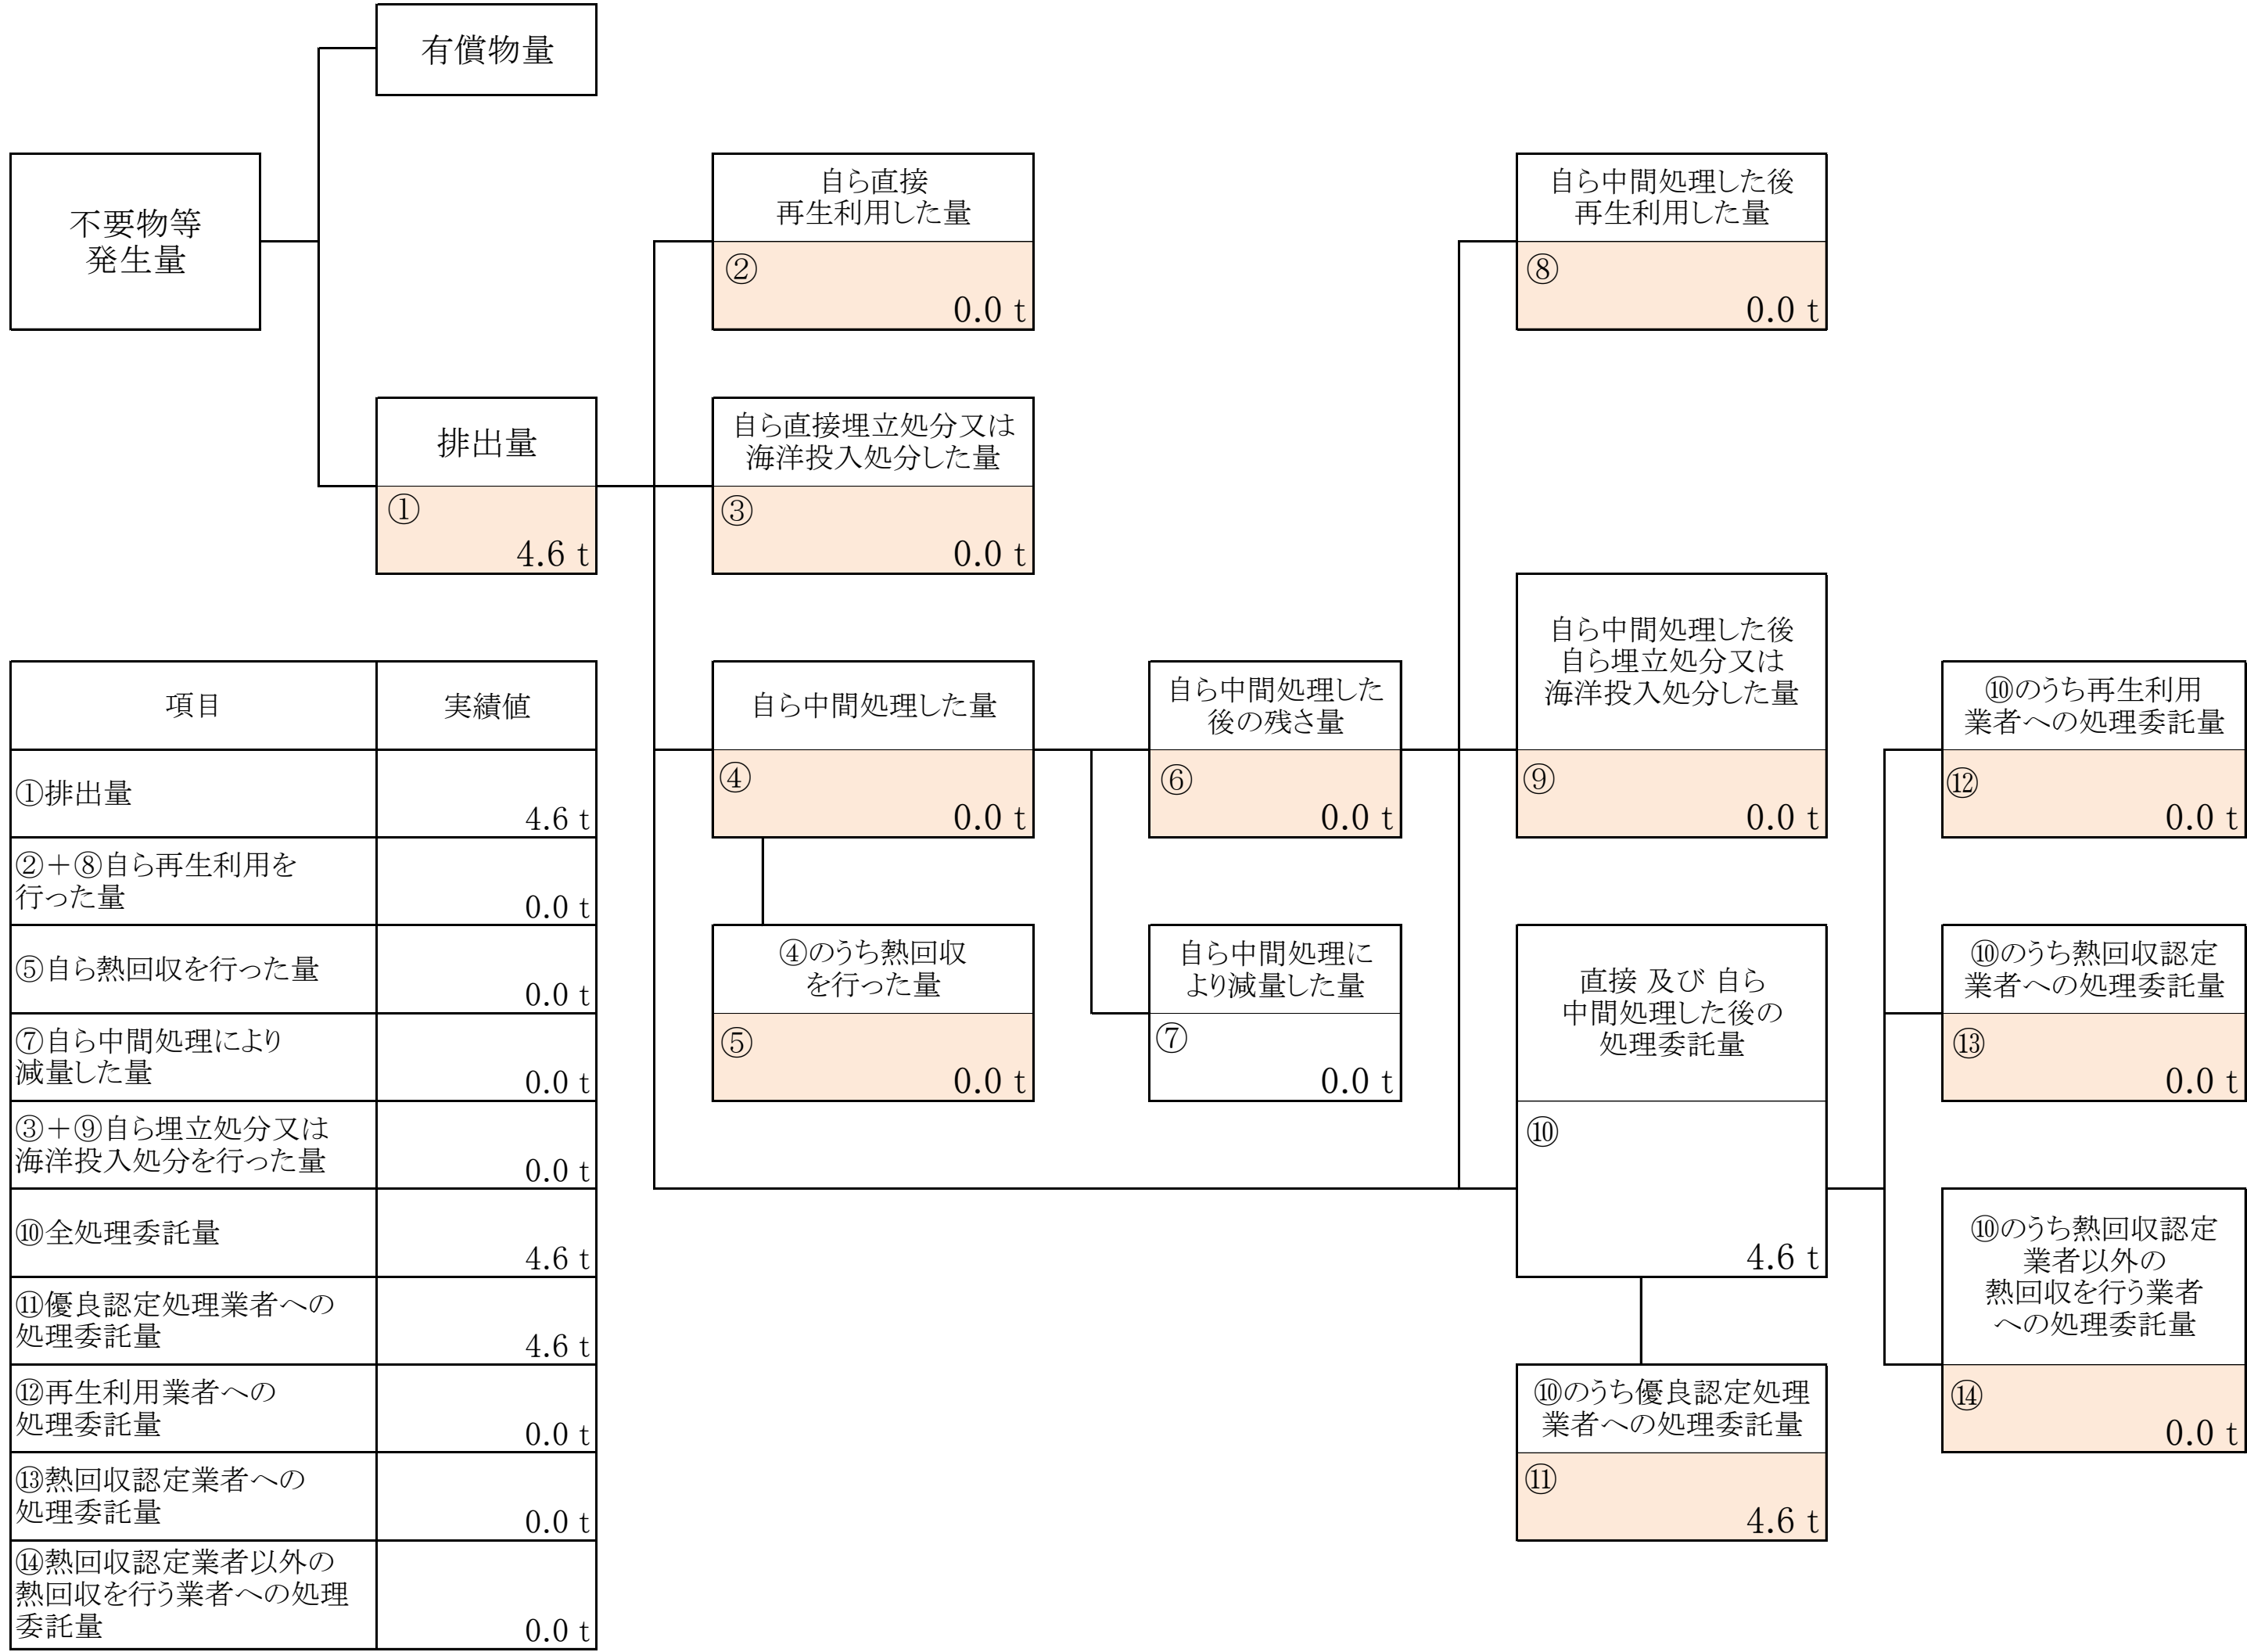 有償物量
不要物等
発生量
排出量
①
4.6 t
自ら直接
再生利用した量
②
0.0 t
自ら直接埋立処分又は
海洋投入処分した量
③
0.0 t
自ら中間処理した量
④
0.0 t
④のうち熱回収
を行った量
⑤
0.0 t
自ら中間処理した
後の残さ量
⑥
0.0 t
自ら中間処理に
より減量した量
⑦
0.0 t
自ら中間処理した後
再生利用した量
⑧
0.0 t
自ら中間処理した後
自ら埋立処分又は
海洋投入処分した量
⑨
0.0 t
直接 及び 自ら
中間処理した後の
処理委託量
⑩
4.6 t
⑩のうち優良認定処理
業者への処理委託量
⑪
4.6 t
⑩のうち再生利用
業者への処理委託量
⑫
0.0 t
⑩のうち熱回収認定
業者への処理委託量
⑬
0.0 t
⑩のうち熱回収認定
業者以外の
熱回収を行う業者
への処理委託量
⑭
0.0 t
項目
実績値
①排出量
4.6 t
②＋⑧自ら再生利用を
行った量
0.0 t
⑤自ら熱回収を行った量
0.0 t
⑦自ら中間処理により
減量した量
0.0 t
③＋⑨自ら埋立処分又は
海洋投入処分を行った量
0.0 t
⑩全処理委託量
4.6 t
⑪優良認定処理業者への
処理委託量
4.6 t
⑫再生利用業者への
処理委託量
0.0 t
⑬熱回収認定業者への
処理委託量
0.0 t
⑭熱回収認定業者以外の
熱回収を行う業者への処理
委託量
0.0 t